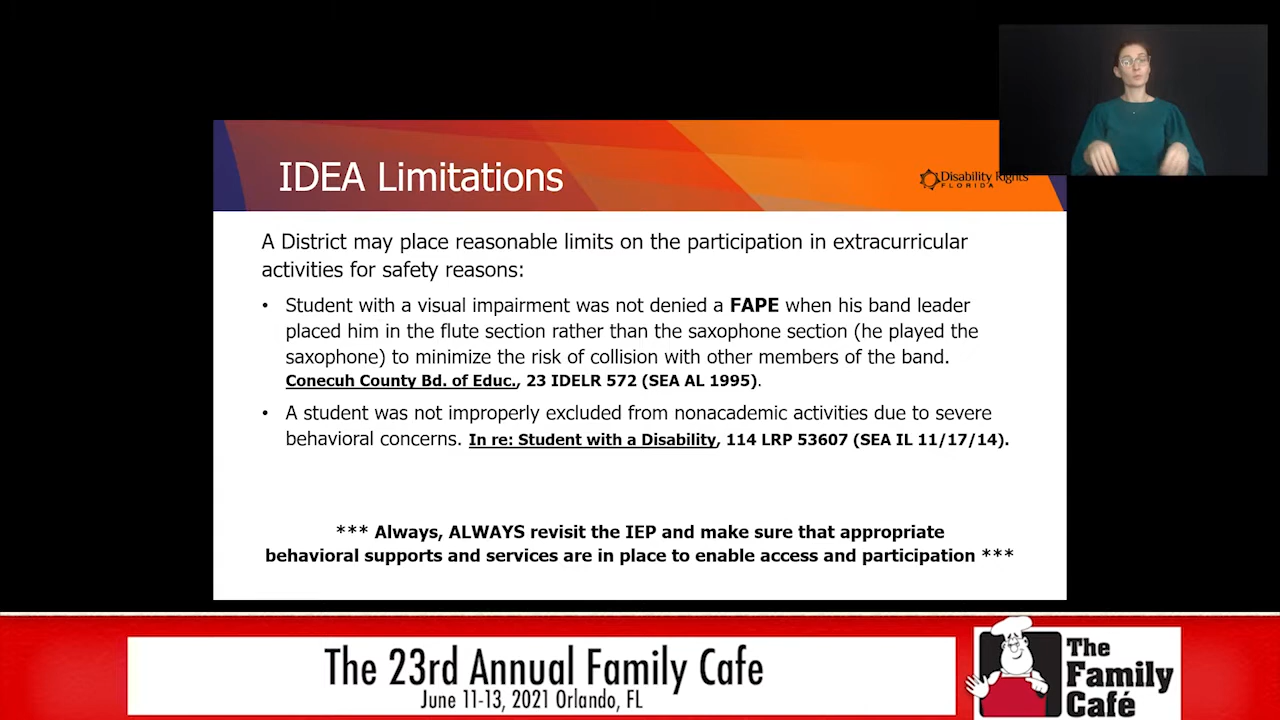 IDEA Limitations
Disability Rights
FLORIDA
A District may place reasonable limits on the participation in extracurricular
activities for safety reasons:
• Student with a visual impairment was not denied a FAPE when his band leader
placed him in the flute section rather than the saxophone section (he played the
saxophone) to minimize the risk of collision with other members of the band.
Conecuh County Bd. of Educ., 23 IDELR 572 (SEA AL 1995).
• A student was not improperly excluded from nonacademic activities due to severe
behavioral concerns. In re: Student with a Disability, 114 LRP 53607 (SEA IL 11/17/14).
*** Always, ALWAYS revisit the IEP and make sure that appropriate
behavioral supports and services are in place to enable access and participation ***
The 23rd Annual Family Cafe
June 11-13, 2021 Orlando, FL
The
Family
Café